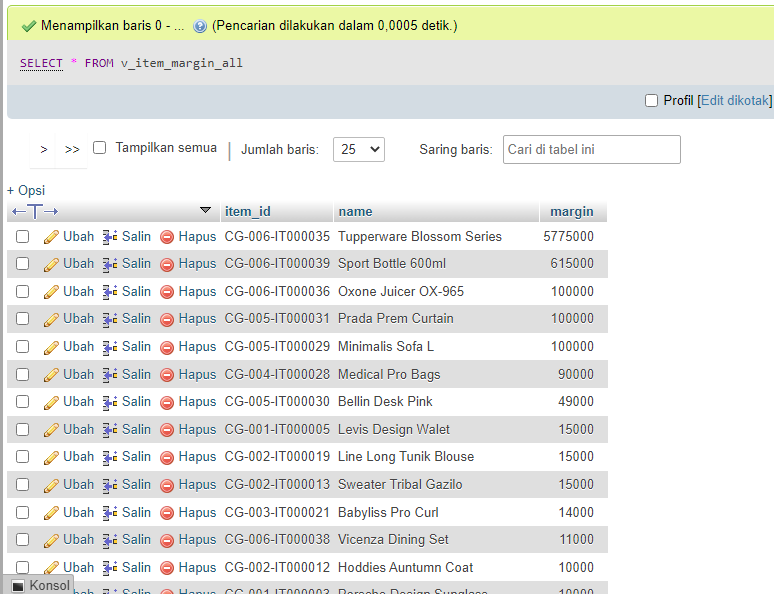 Menampilkan baris 0 - ... (Pencarian dilakukan dalam 0,0005 detik.)
SELECT * FROM v_item_margin_all
Profil [Edit dikotak]
> >> Tampilkan semua | Jumlah baris: 25 Saring baris: Cari di tabel ini
+ Opsi
←T→ item_id name margin
Ubah Salin Hapus CG-006-IT000035 Tupperware Blossom Series 5775000
Ubah Salin Hapus CG-006-IT000039 Sport Bottle 600ml 615000
Ubah Salin Hapus CG-006-IT000036 Oxone Juicer OX-965 100000
Ubah Salin Hapus CG-005-IT000031 Prada Prem Curtain 100000
Ubah Salin Hapus CG-005-IT000029 Minimalis Sofa L 100000
Ubah Salin Hapus CG-004-IT000028 Medical Pro Bags 90000
Ubah Salin Hapus CG-005-IT000030 Bellin Desk Pink 49000
Ubah Salin Hapus CG-001-IT000005 Levis Design Walet 15000
Ubah Salin Hapus CG-002-IT000019 Line Long Tunik Blouse 15000
Ubah Salin Hapus CG-002-IT000013 Sweater Tribal Gazilo 15000
Ubah Salin Hapus CG-003-IT000021 Babyliss Pro Curl 14000
Ubah Salin Hapus CG-006-IT000038 Vicenza Dining Set 11000
Ubah Salin Hapus CG-002-IT000012 Hoddies Auntumn Coat 10000
Konsol Salin Hapus CG-001-IT000003 Porsche Design Sunglass 10000